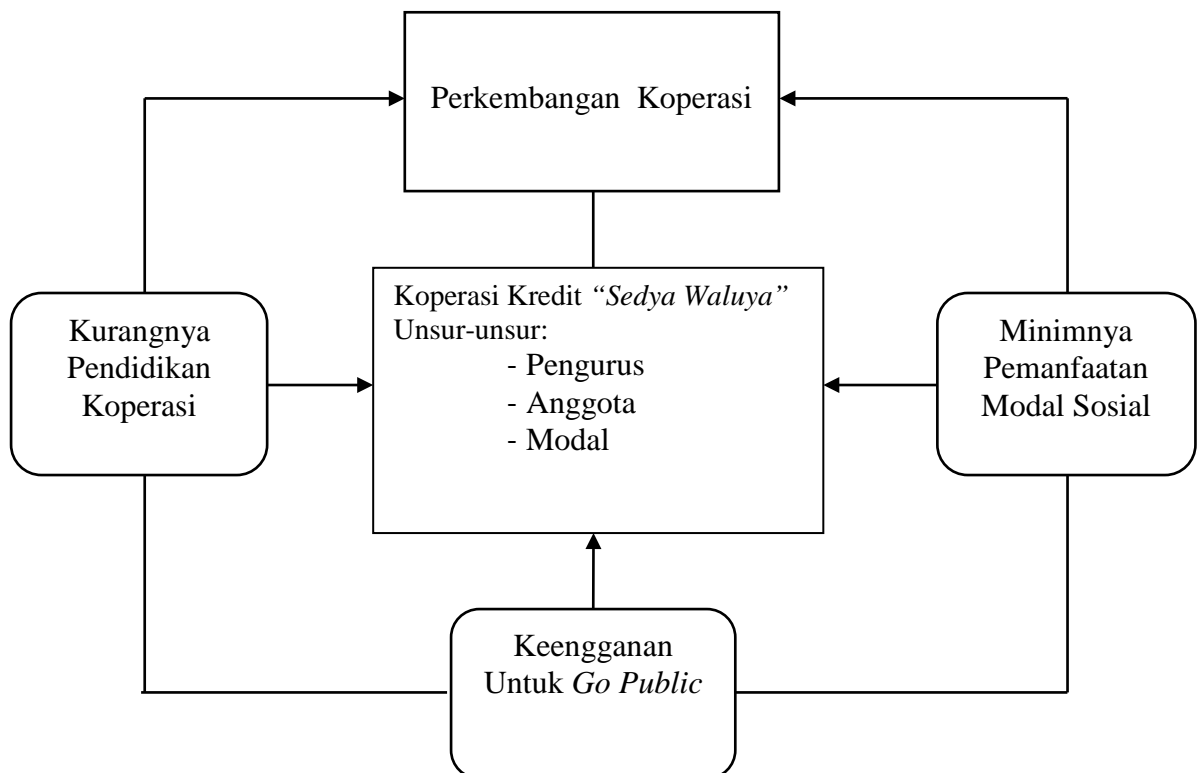 Perkembangan Koperasi
Koperasi Kredit “Sedya Waluya”
Unsur-unsur:
- Pengurus
- Anggota
- Modal
Kurangnya
Pendidikan
Koperasi
Minimnya
Pemanfaatan
Modal Sosial
Keengganan
Untuk Go Public